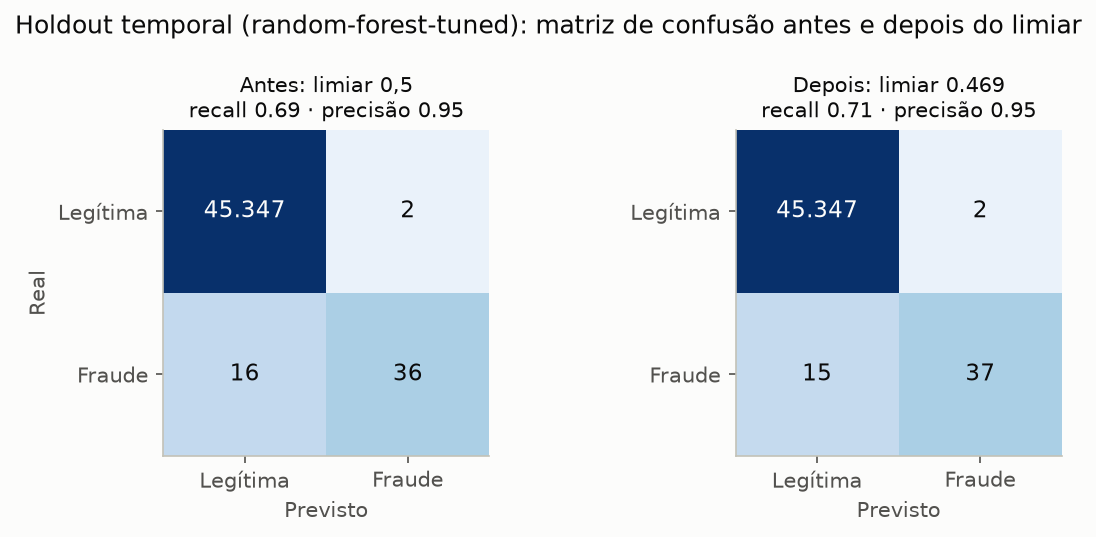 Holdout temporal (random-forest-tuned): matriz de confusão antes e depois do limiar
Antes: limiar 0,5
recall 0.69 · precisão 0.95
Real
Legítima
45.347
2
Fraude
16
36
Legítima
Fraude
Previsto
Depois: limiar 0.469
recall 0.71 · precisão 0.95
Legítima
45.347
2
Fraude
15
37
Legítima
Fraude
Previsto